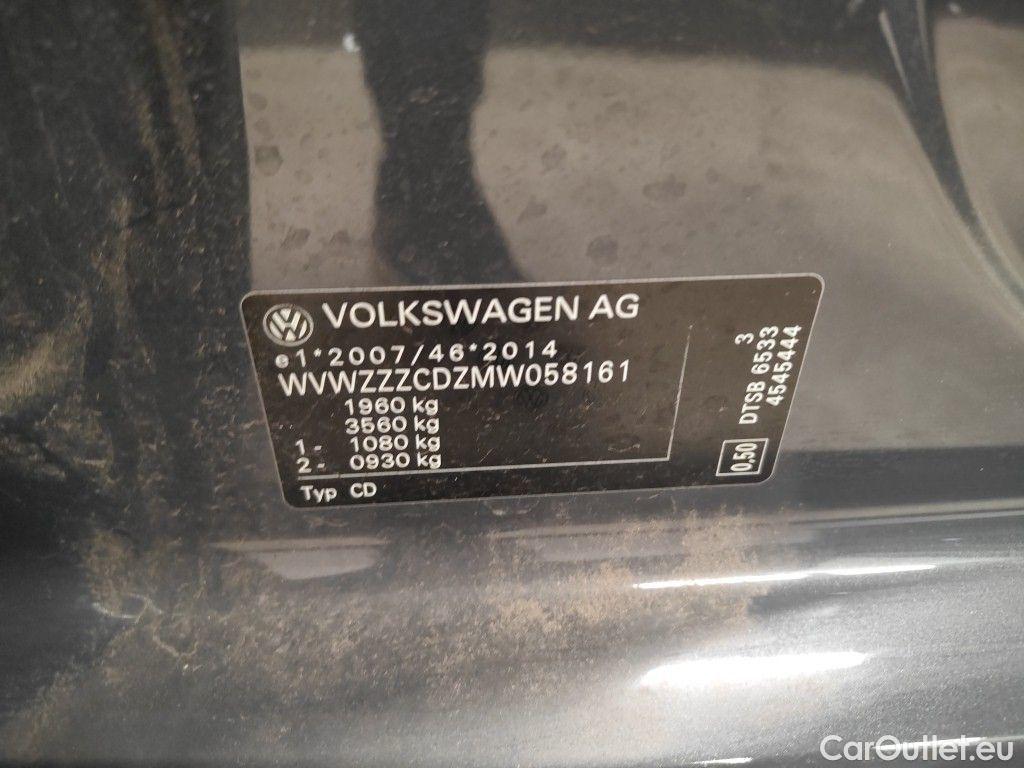 VOLKSWAGEN AG
e1*2007/46*2014
WVWZZZCDZMW058161
1960 kg
3560 kg
1- 1080 kg
2- 0930 kg
Typ CD
0,50
DTSB 6533
3
4545444
CarOutlet.eu